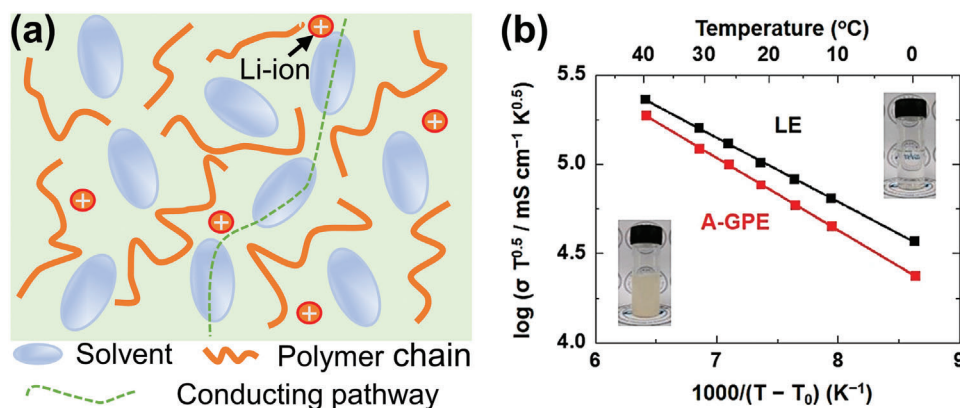 (a)
Li-ion
Solvent
Polymer chain
Conducting pathway
(b)
Temperature (°C)
40 30 20 10 0
log (σ T^0.5 / mS cm⁻¹ K^0.5)
5.5
5.0
4.5
4.0
LE
A-GPE
6 7 8 9
1000/(T − T₀) (K⁻¹)